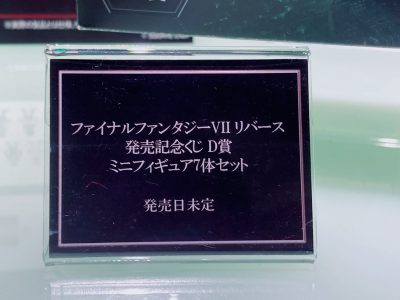 ファイナルファンタジーVII リバース
発売記念くじ D賞
ミニフィギュア7体セット
発売日未定